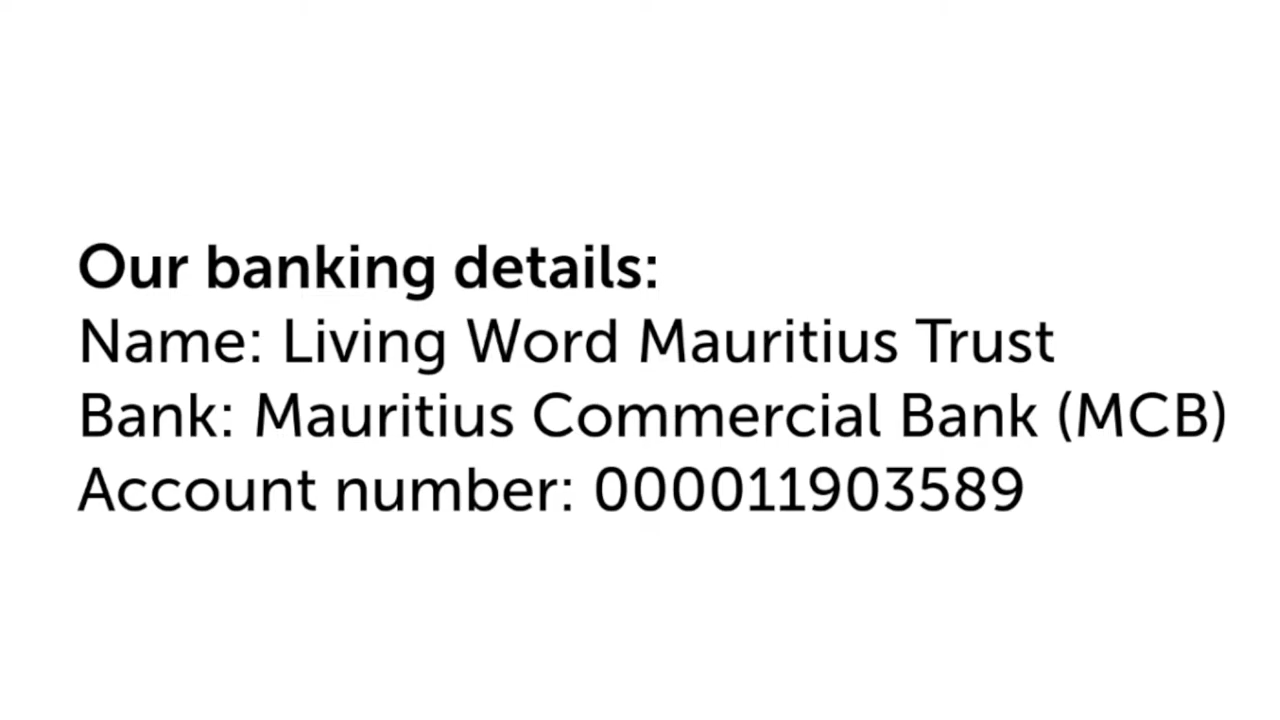 Our banking details:
Name: Living Word Mauritius Trust
Bank: Mauritius Commercial Bank (MCB)
Account number: 000011903589